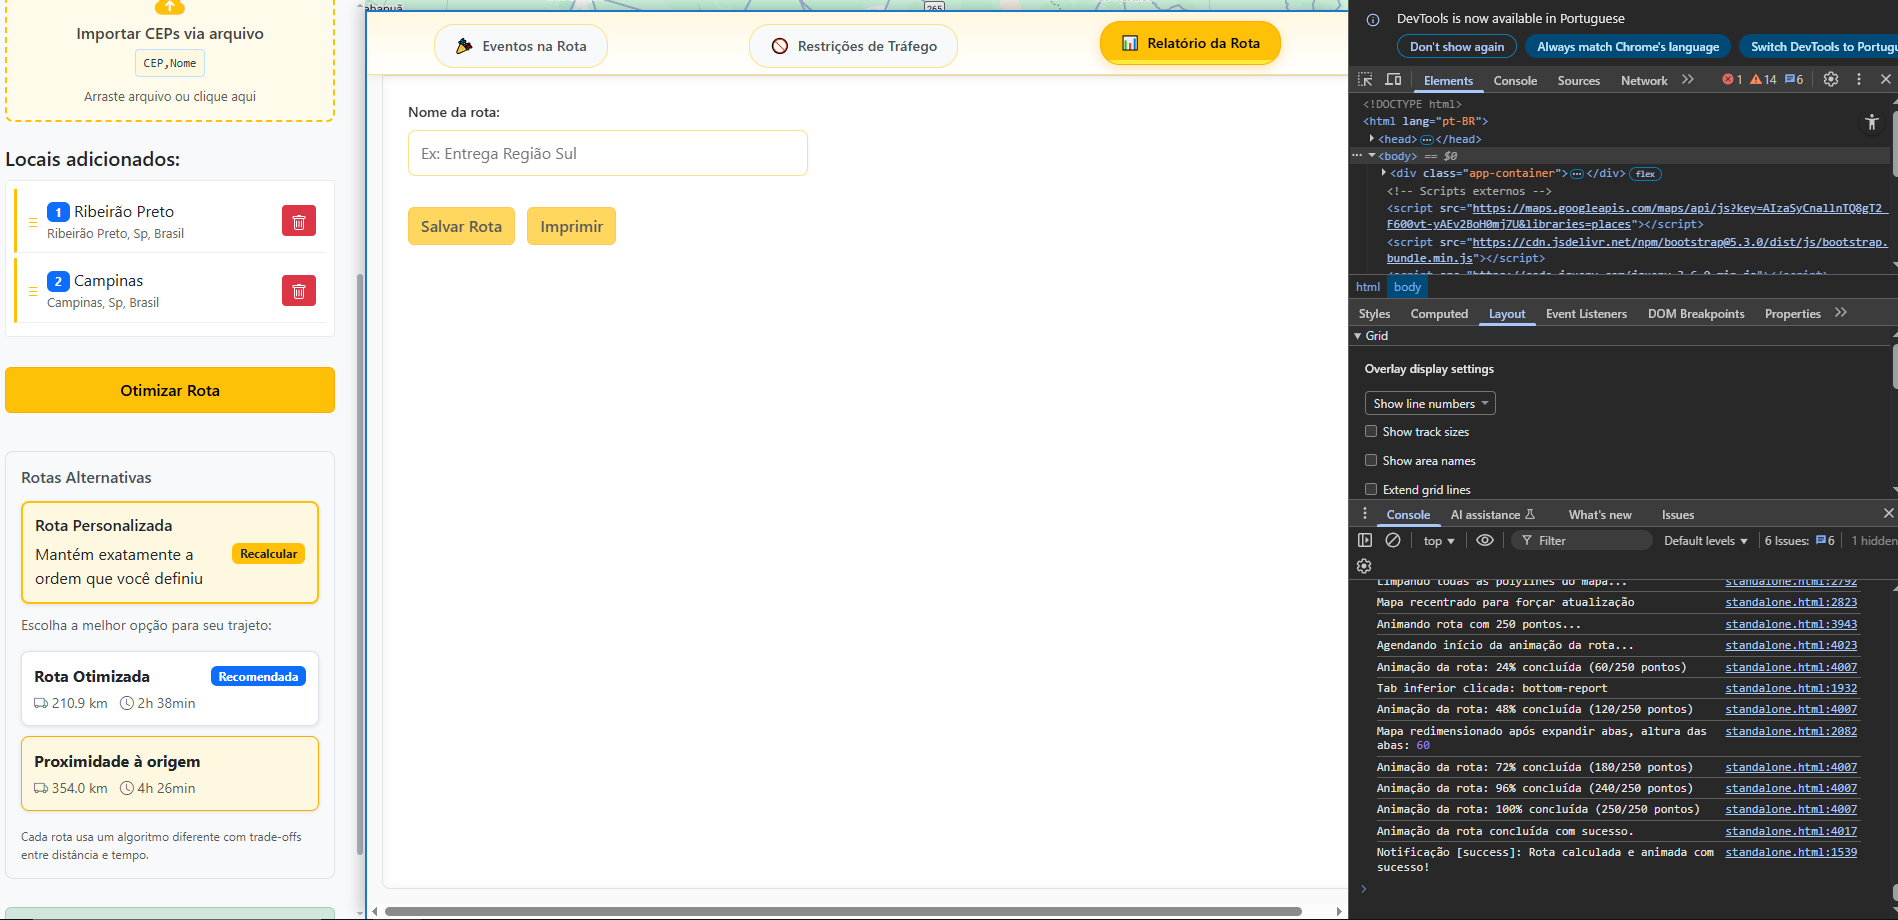 Importar CEPs via arquivo
CEP,Nome
Arraste arquivo ou clique aqui
Locais adicionados:
1 Ribeirão Preto
Ribeirão Preto, Sp, Brasil
2 Campinas
Campinas, Sp, Brasil
Otimizar Rota
Rotas Alternativas
Rota Personalizada
Mantém exatamente a
ordem que você definiu
Recalcular
Escolha a melhor opção para seu trajeto:
Rota Otimizada
Recomendada
210.9 km 2h 38min
Proximidade à origem
354.0 km 4h 26min
Cada rota usa um algoritmo diferente com trade-offs
entre distância e tempo.
265
Eventos na Rota
Restrições de Tráfego
Relatório da Rota
Nome da rota:
Ex: Entrega Região Sul
Salvar Rota
Imprimir
DevTools is now available in Portuguese
Don't show again
Always match Chrome's language
Switch DevTools to Portugu
Elements Console Sources Network 1 14 6
<!DOCTYPE html>
<html lang="pt-BR">
<head> </head>
<body> == $0
<div class="app-container"> </div> flex
<!-- Scripts externos -->
<script src="https://maps.googleapis.com/maps/api/js?key=AIzaSyCnallnTQ8gT2_
F600vt-yAEv2BoH0mj7U&libraries=places"></script>
<script src="https://cdn.jsdelivr.net/npm/bootstrap@5.3.0/dist/js/bootstrap.
bundle.min.js"></script>
html body
Styles Computed Layout Event Listeners DOM Breakpoints Properties
Grid
Overlay display settings
Show line numbers
Show track sizes
Show area names
Extend grid lines
Console AI assistance What's new Issues
top Filter Default levels 6 Issues: 6 1 hidden
Limpando todas as polylines do mapa... standalone.html:2792
Mapa recentrado para forçar atualização standalone.html:2823
Animando rota com 250 pontos... standalone.html:3943
Agendando início da animação da rota... standalone.html:4023
Animação da rota: 24% concluída (60/250 pontos) standalone.html:4007
Tab inferior clicada: bottom-report standalone.html:1932
Animação da rota: 48% concluída (120/250 pontos) standalone.html:4007
Mapa redimensionado após expandir abas, altura das standalone.html:2082
abas: 60
Animação da rota: 72% concluída (180/250 pontos) standalone.html:4007
Animação da rota: 96% concluída (240/250 pontos) standalone.html:4007
Animação da rota: 100% concluída (250/250 pontos) standalone.html:4007
Animação da rota concluída com sucesso. standalone.html:4017
Notificação [success]: Rota calculada e animada com standalone.html:1539
sucesso!